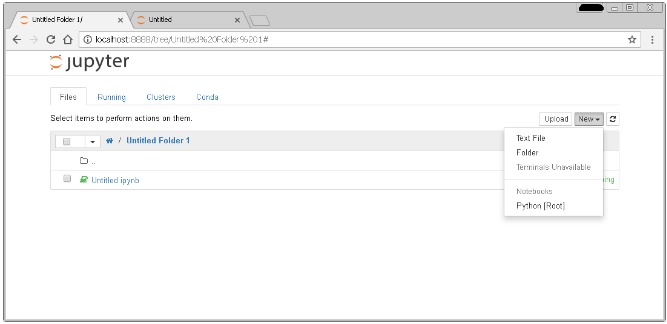 Untitled Folder 1/
Untitled
localhost:8888/tree/Untitled%20Folder%201#
jupyter
Files Running Clusters Conda
Select items to perform actions on them.
Upload New
/ Untitled Folder 1
Text File
..
Folder
Terminals Unavailable
Untitled.ipynb
Notebooks
Python [Root]